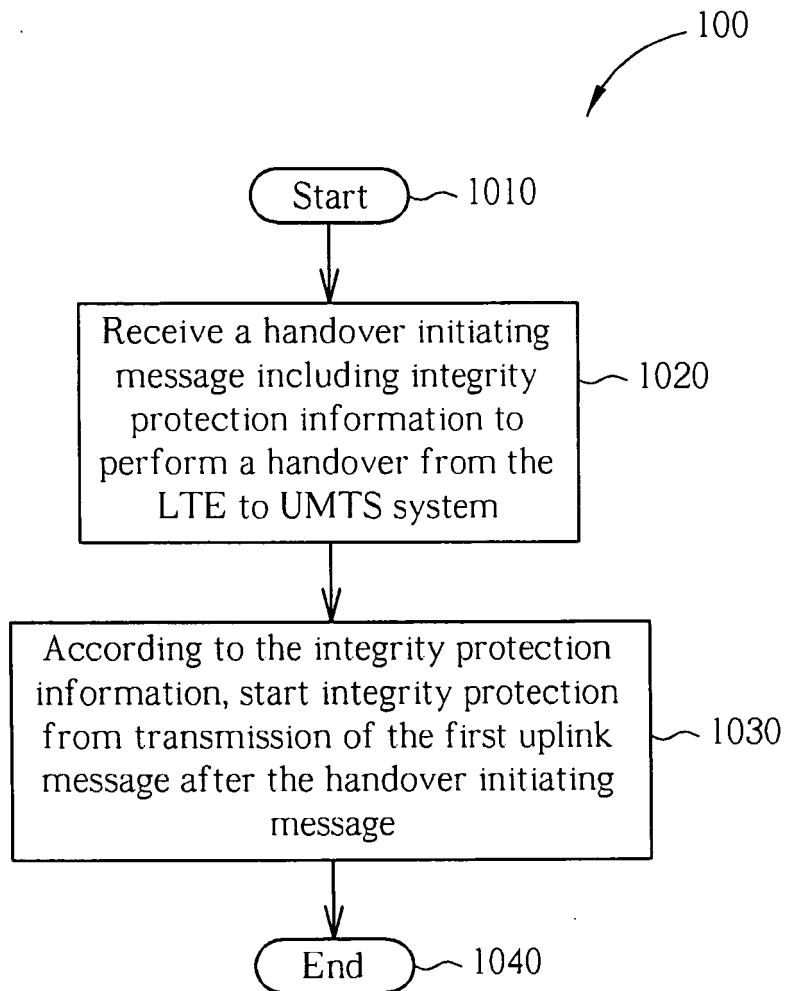 100
Start
1010
Receive a handover initiating
message including integrity
protection information to
perform a handover from the
LTE to UMTS system
1020
According to the integrity protection
information, start integrity protection
from transmission of the first uplink
message after the handover initiating
message
1030
End
1040